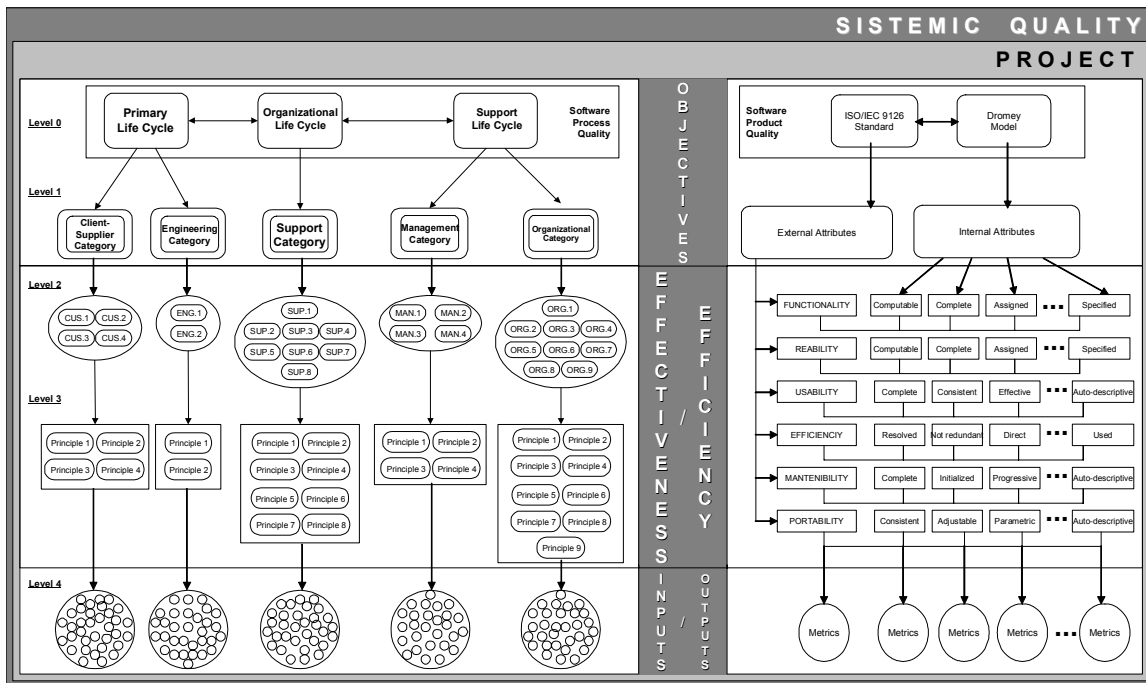 SISTEMIC QUALITY
PROJECT
Level 0
Primary
Life Cycle
Organizational
Life Cycle
Support
Life Cycle
Software
Process
Quality
Level 1
Client-
Supplier
Category
Engineering
Category
Support
Category
Management
Category
Organizational
Category
Level 2
CUS.1 CUS.2
CUS.3 CUS.4
ENG.1
ENG.2
SUP.1
SUP.2 SUP.3 SUP.4
SUP.5 SUP.6 SUP.7
SUP.8
MAN.1 MAN.2
MAN.3 MAN.4
ORG.1
ORG.2 ORG.3 ORG.4
ORG.5 ORG.6 ORG.7
ORG.8 ORG.9
Level 3
Principle 1 Principle 2
Principle 3 Principle 4
Principle 1
Principle 2
Principle 1 Principle 2
Principle 3 Principle 4
Principle 5 Principle 6
Principle 7 Principle 8
Principle 1 Principle 2
Principle 3 Principle 4
Principle 1 Principle 2
Principle 3 Principle 4
Principle 5 Principle 6
Principle 7 Principle 8
Principle 9
Level 4
OBJECTIVES
EFFECTIVENESS /
EFFICIENCY
INPUTS /
OUTPUTS
Software
Product
Quality
ISO/IEC 9126
Standard
Dromey
Model
External Attributes
Internal Attributes
FUNCTIONALITY Computable Complete Assigned ... Specified
REABILITY Computable Complete Assigned ... Specified
USABILITY Complete Consistent Effective ... Auto-descriptive
EFFICIENCIY Resolved Not redundant Direct ... Used
MANTENIBILITY Complete Initialized Progressive ... Auto-descriptive
PORTABILITY Consistent Adjustable Parametric ... Auto-descriptive
Metrics Metrics Metrics Metrics ... Metrics